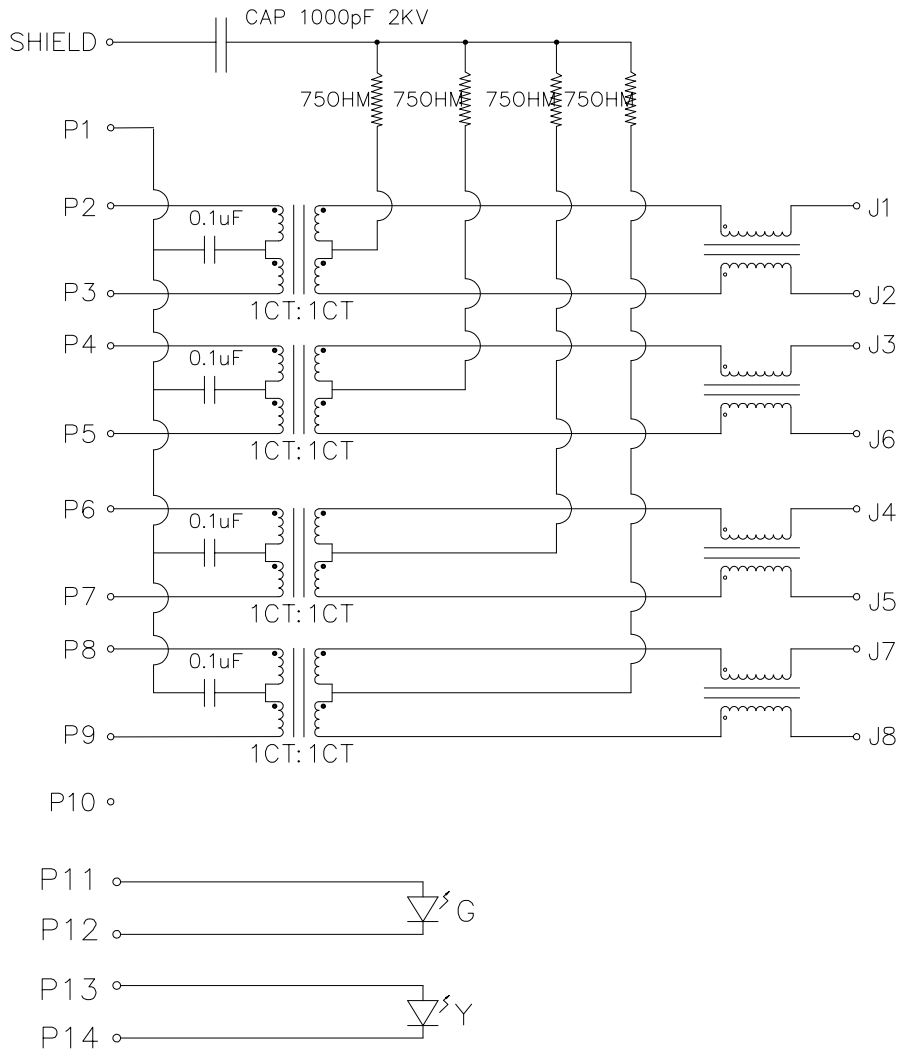 CAP 1000pF 2KV
SHIELD
75OHM 75OHM 75OHM 75OHM
P1
P2
0.1uF
J1
P3
1CT:1CT
J2
P4
0.1uF
J3
P5
1CT:1CT
J6
P6
0.1uF
J4
P7
1CT:1CT
J5
P8
0.1uF
J7
P9
1CT:1CT
J8
P10
P11
G
P12
P13
Y
P14